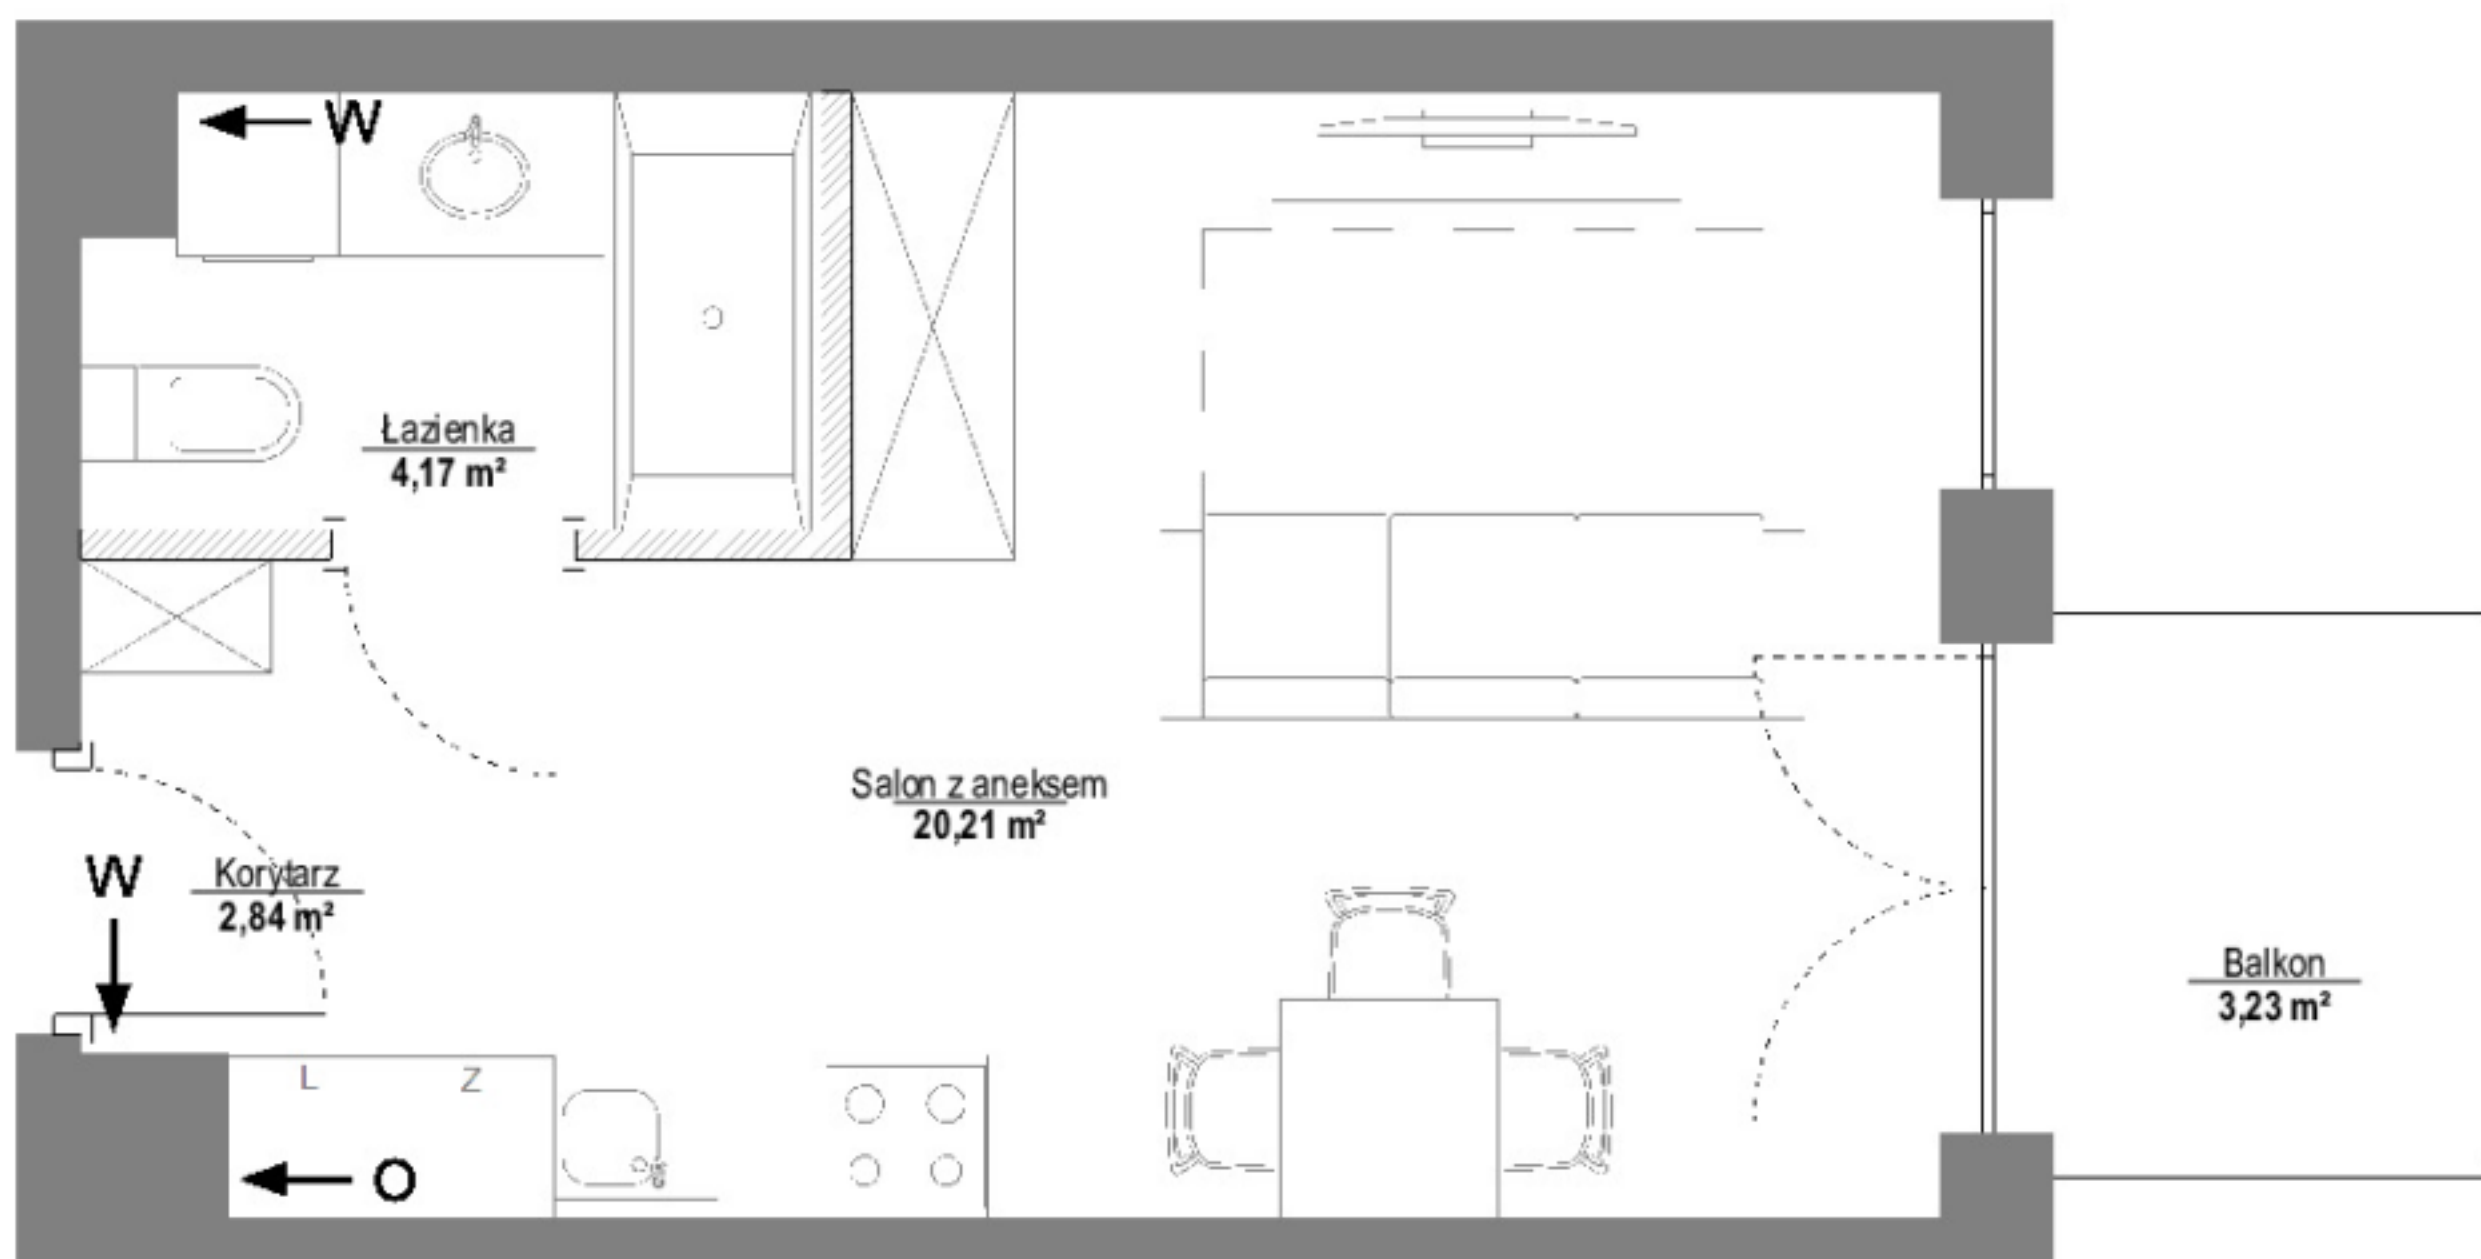 W
Łazienka
4,17 m²
Salon z aneksem
20,21 m²
W
Korytarz
2,84 m²
Balkon
3,23 m²
L Z
O